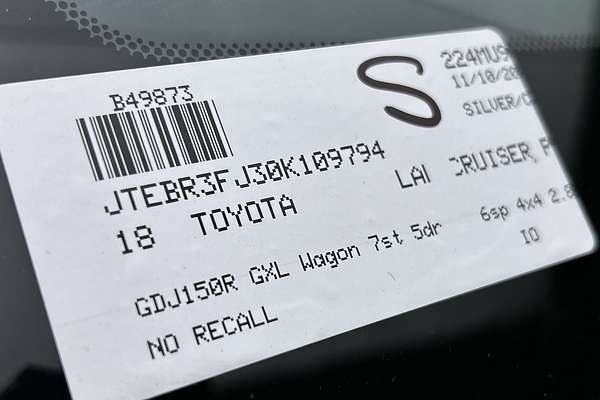 B49873
S
224MUS
11/10/20
SILVER/
JTEBR3FJ30K109794
18 TOYOTA LAN CRUISER P
GDJ150R GXL Wagon 7st 5dr 6sp 4x4 2.8
NO RECALL IO